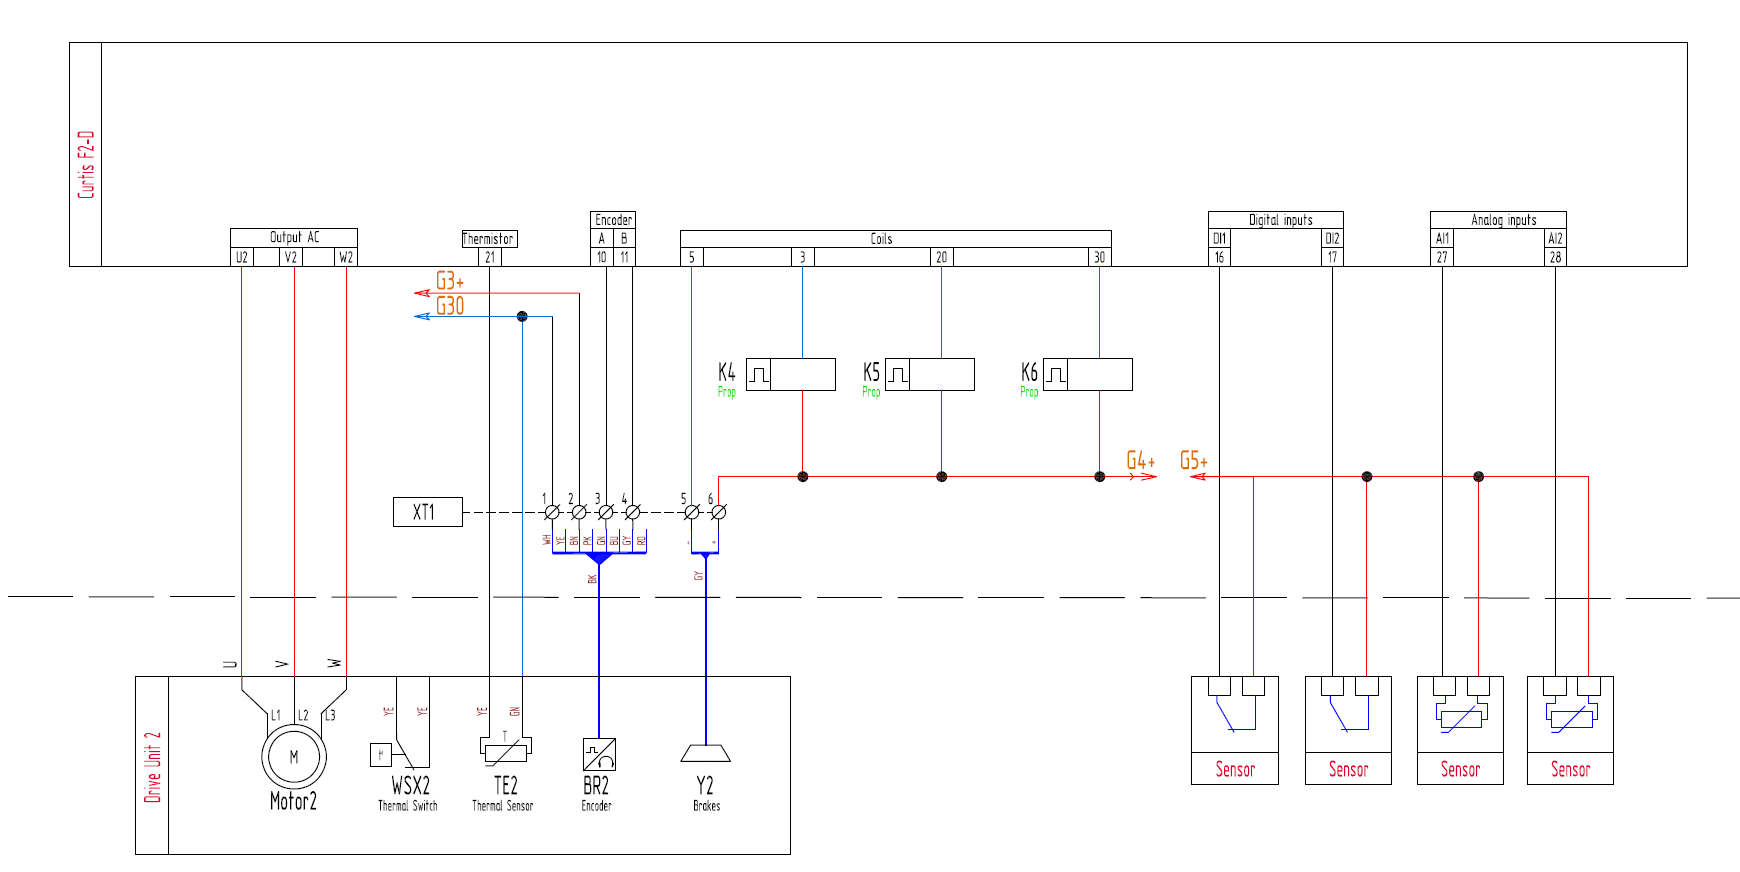 Curtis F2-D
Output AC
U2 V2 W2
Thermistor
21
Encoder
A B
10 11
Coils
5 3 20 30
Digital inputs
DI1 DI2
16 17
Analog inputs
AI1 AI2
27 28
G3+
G30
K4
Prop
K5
Prop
K6
Prop
G4+
G5+
XT1
1 2 3 4 5 6
WH YE BN PK GN BU GY RD - +
BK
GY
U V W
Drive Unit 2
L1 L2 L3
M
Motor2
YE YE
WSX2
Thermal Switch
YE GN
T
TE2
Thermal Sensor
BR2
Encoder
Y2
Brakes
Sensor
Sensor
Sensor
Sensor